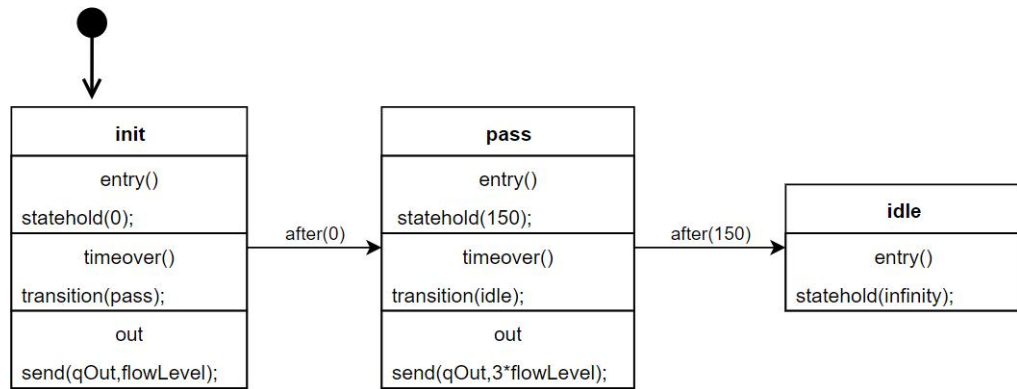 init
entry()
statehold(0);
timeover()
transition(pass);
out
send(qOut,flowLevel);
after(0)
pass
entry()
statehold(150);
timeover()
transition(idle);
out
send(qOut,3*flowLevel);
after(150)
idle
entry()
statehold(infinity);